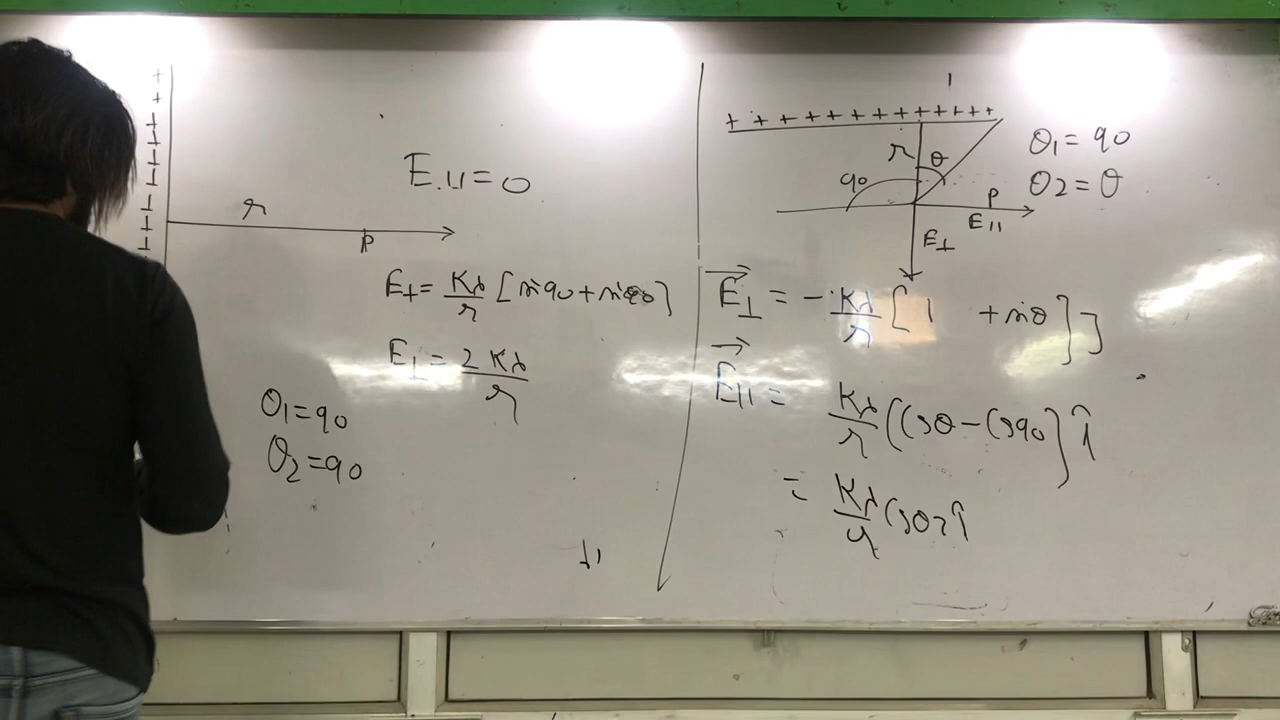 + + + + + + + +
r
P
E.11 = 0
E⊥ = Kλ/r [sin90 + sin90]
E⊥ = 2Kλ/r
θ1 = 90
θ2 = 90
+ + + + + + + + + + + + +
r θ
90
P
E11
E⊥
θ1 = 90
θ2 = θ
E⊥ = - Kλ/r [1 + sinθ] J
E11 = Kλ/r (Cosθ - Cos90] î
= Kλ/r Cosθ î